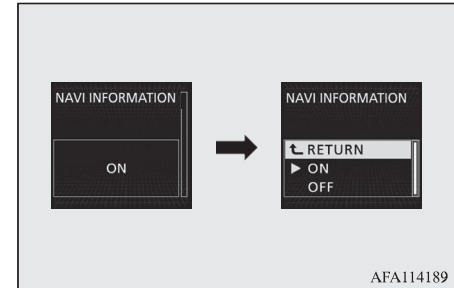 NAVI INFORMATION
ON
NAVI INFORMATION
RETURN
ON
OFF
AFA114189